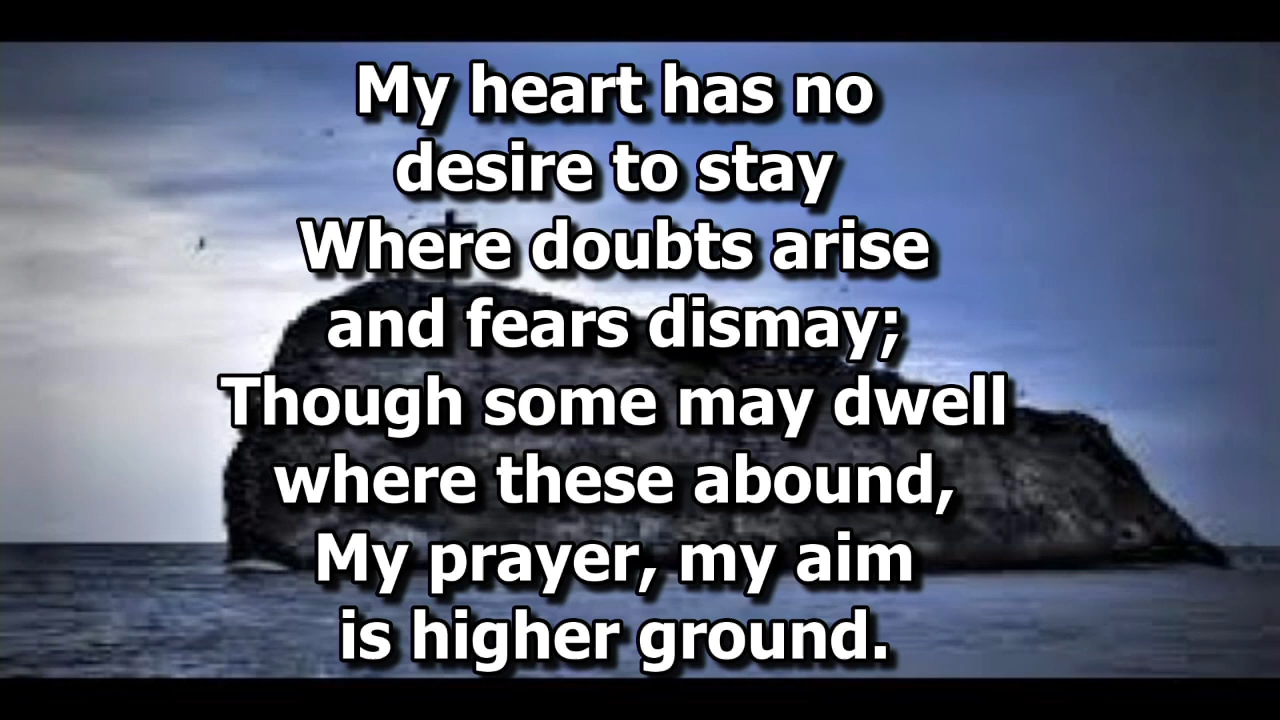 My heart has no
desire to stay
Where doubts arise
and fears dismay;
Though some may dwell
where these abound,
My prayer, my aim
is higher ground.